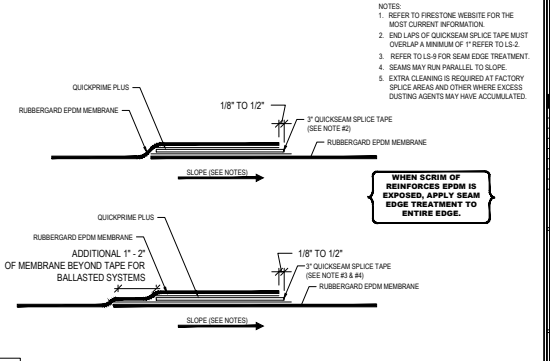 NOTES:
1. REFER TO FIRESTONE WEBSITE FOR THE
MOST CURRENT INFORMATION.
2. END LAPS OF QUICKSEAM SPLICE TAPE MUST
OVERLAP A MINIMUM OF 1" REFER TO LS-2.
3. REFER TO LS-9 FOR SEAM EDGE TREATMENT.
4. SEAMS MAY RUN PARALLEL TO SLOPE.
5. EXTRA CLEANING IS REQUIRED AT FACTORY
SPLICE AREAS AND OTHER WHERE EXCESS
DUSTING AGENTS MAY HAVE ACCUMULATED.
QUICKPRIME PLUS
RUBBERGARD EPDM MEMBRANE
1/8" TO 1/2"
3" QUICKSEAM SPLICE TAPE
(SEE NOTE #2)
RUBBERGARD EPDM MEMBRANE
SLOPE (SEE NOTES)
WHEN SCRIM OF
REINFORCES EPDM IS
EXPOSED, APPLY SEAM
EDGE TREATMENT TO
ENTIRE EDGE.
QUICKPRIME PLUS
RUBBERGARD EPDM MEMBRANE
ADDITIONAL 1" - 2"
OF MEMBRANE BEYOND TAPE FOR
BALLASTED SYSTEMS
1/8" TO 1/2"
3" QUICKSEAM SPLICE TAPE
(SEE NOTE #3 & #4)
RUBBERGARD EPDM MEMBRANE
SLOPE (SEE NOTES)